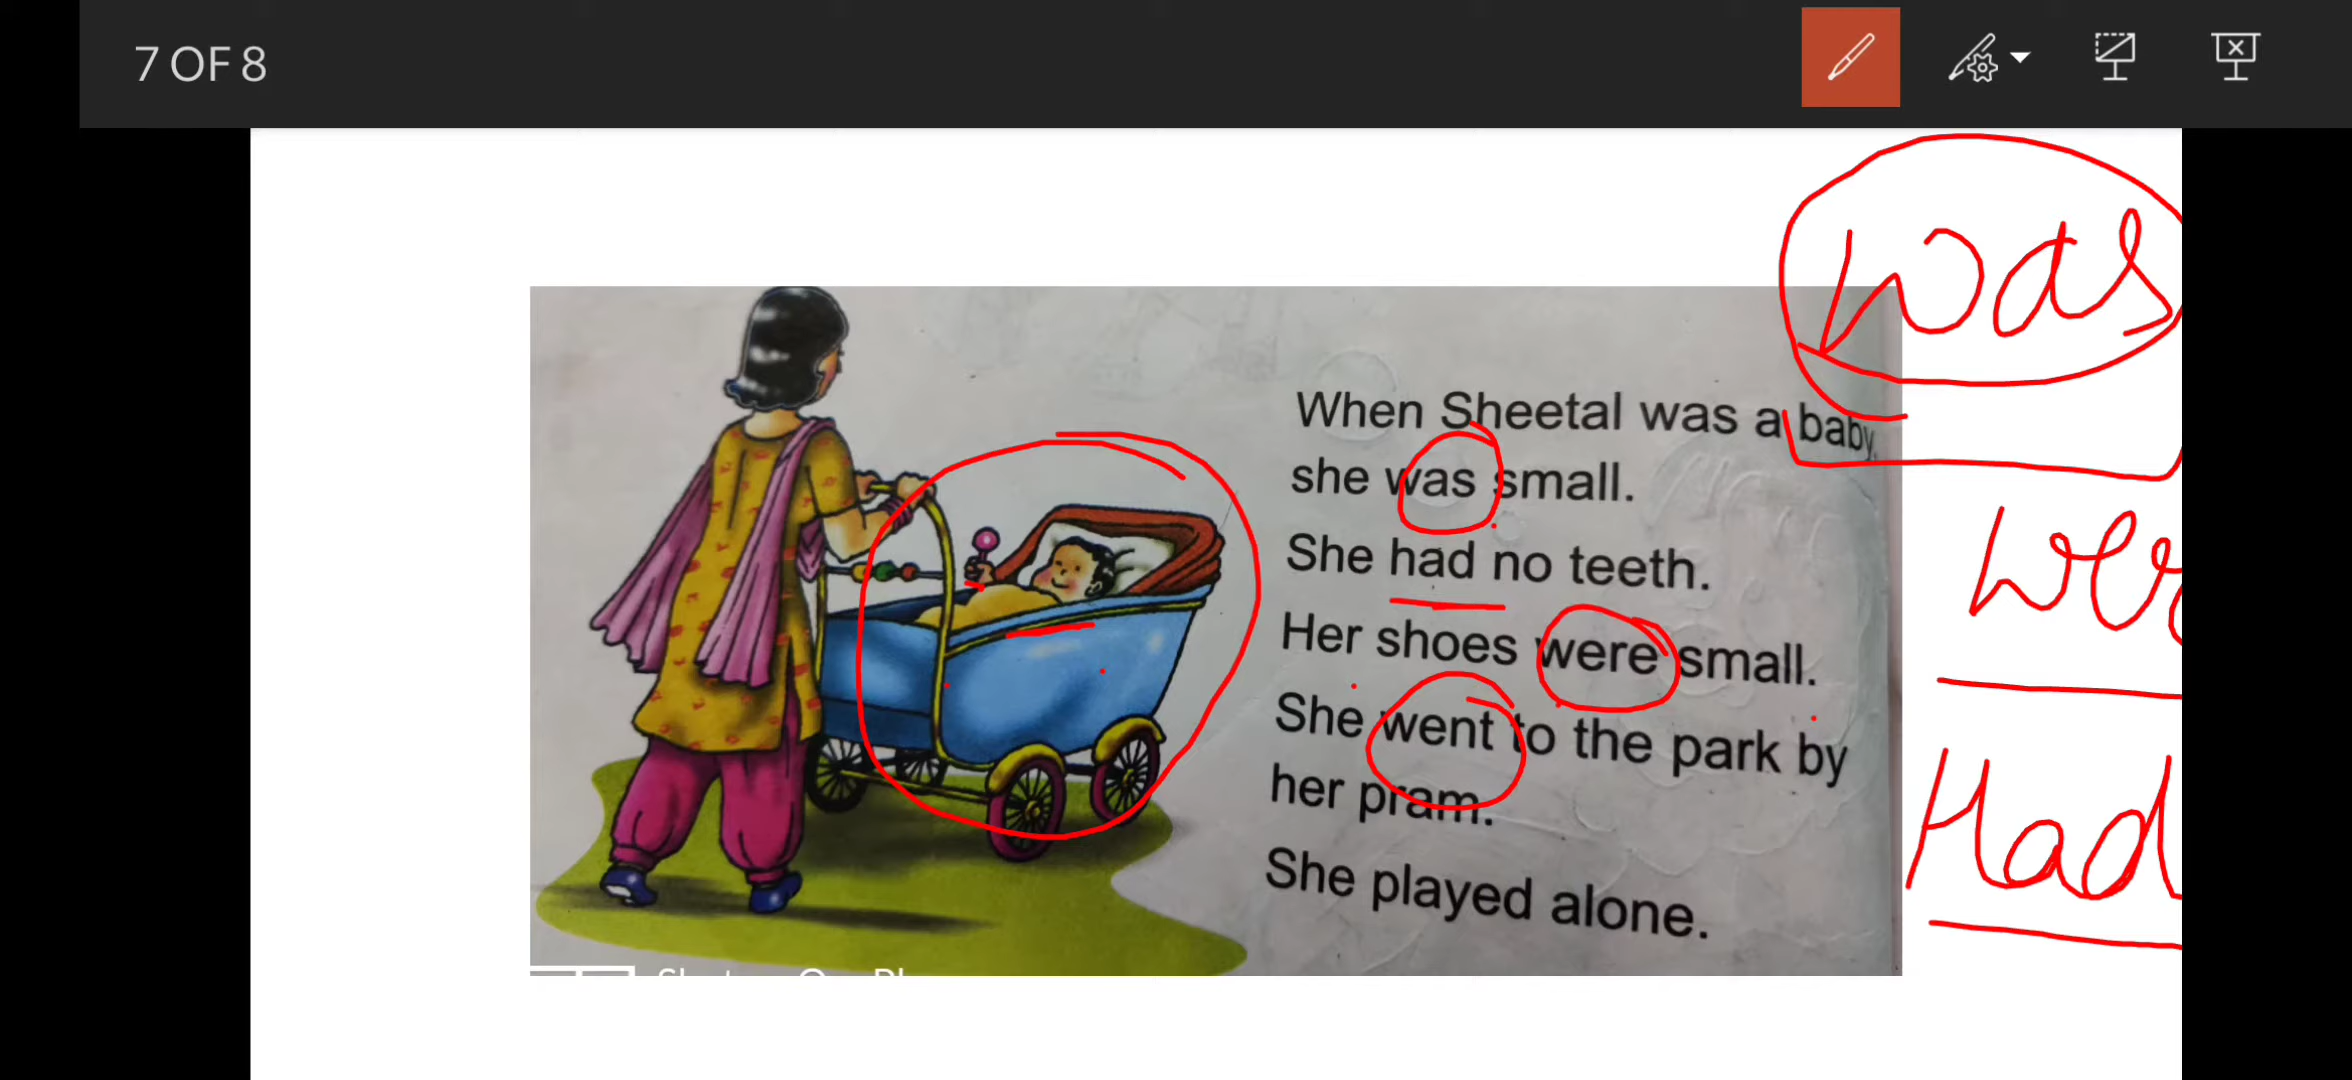 7 OF 8
was
When Sheetal was a baby,
she was small.
She had no teeth.
Her shoes were small.
She went to the park by
her pram.
She played alone.
Had